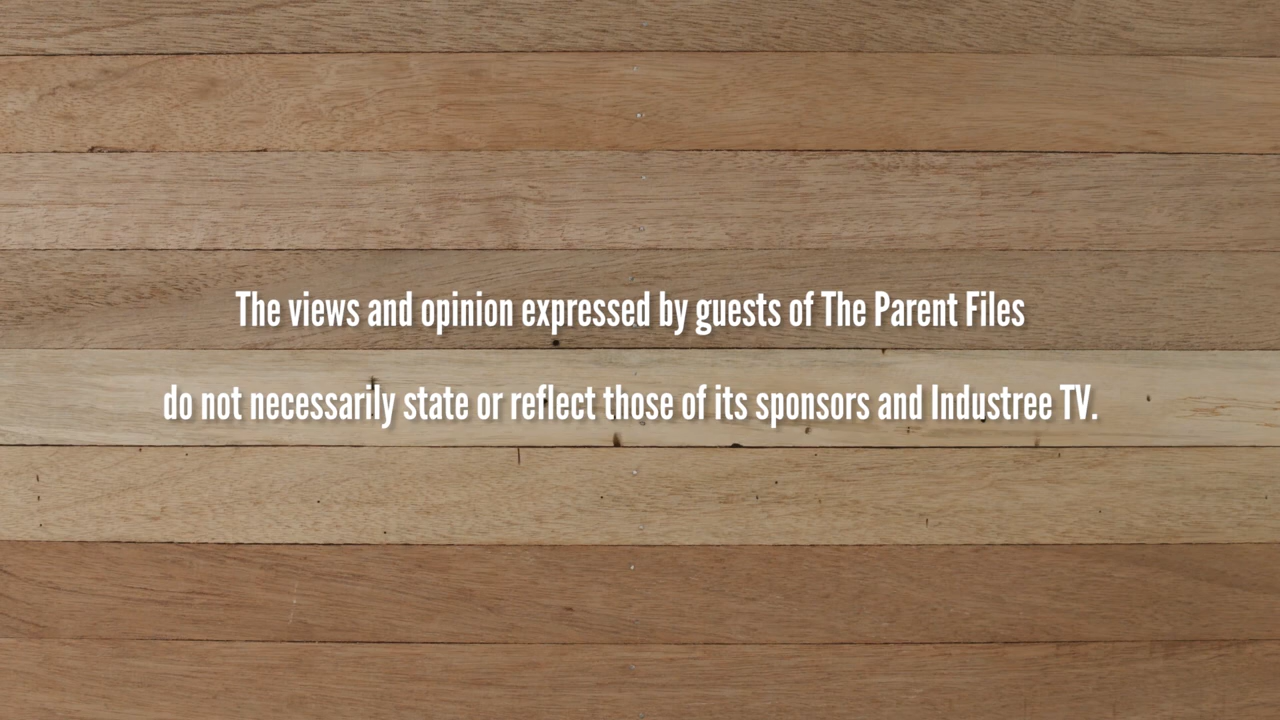 The views and opinion expressed by guests of The Parent Files
do not necessarily state or reflect those of its sponsors and Industree TV.